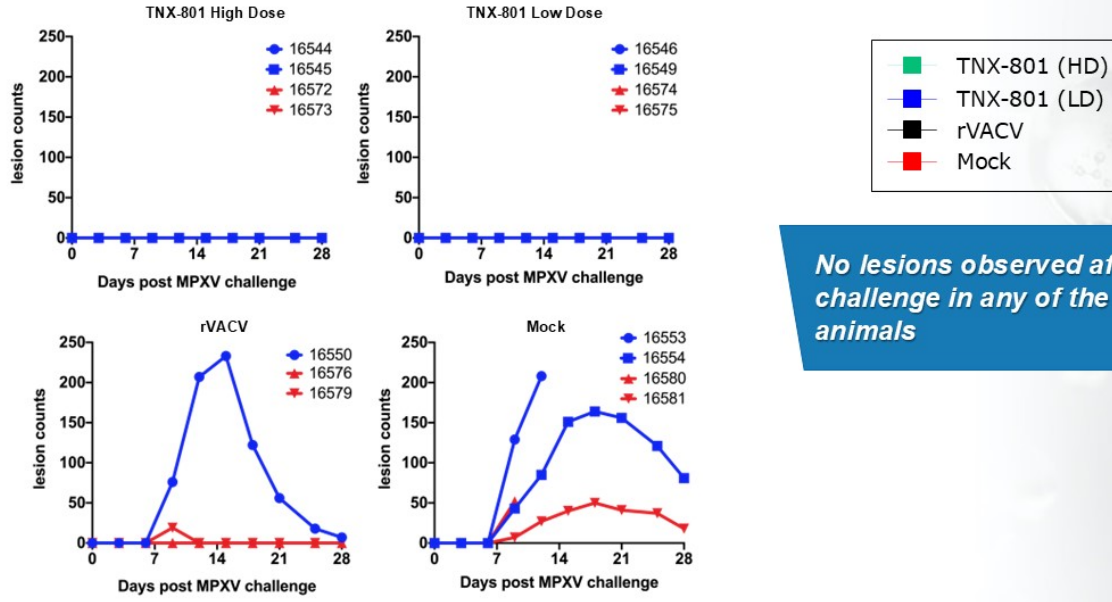 TNX-801 High Dose
250
200
150
100
50
0
lesion counts
0 7 14 21 28
Days post MPXV challenge
16544
16545
16572
16573
TNX-801 Low Dose
250
200
150
100
50
0
lesion counts
0 7 14 21 28
Days post MPXV challenge
16546
16549
16574
16575
TNX-801 (HD)
TNX-801 (LD)
rVACV
Mock
No lesions observed af
challenge in any of the
animals
rVACV
250
200
150
100
50
0
lesion counts
0 7 14 21 28
Days post MPXV challenge
16550
16576
16579
Mock
250
200
150
100
50
0
lesion counts
0 7 14 21 28
Days post MPXV challenge
16553
16554
16580
16581